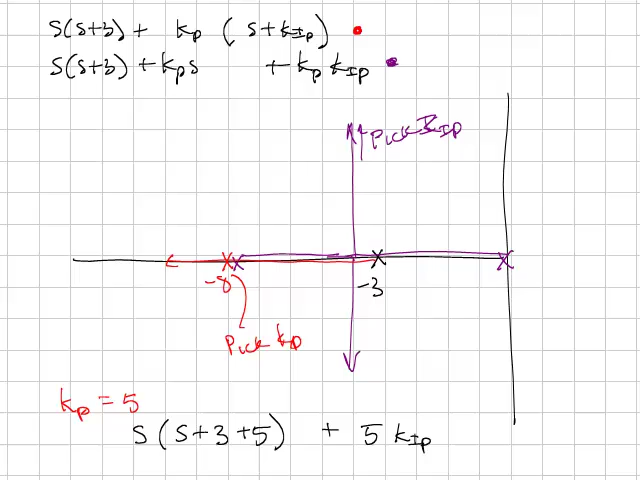 s(s+3) + kp (s+kIp)
s(s+3) + kps + kp kIp
Pick KIp
-8
-3
Pick kp
kp = 5
s(s+3+5) + 5 kIp